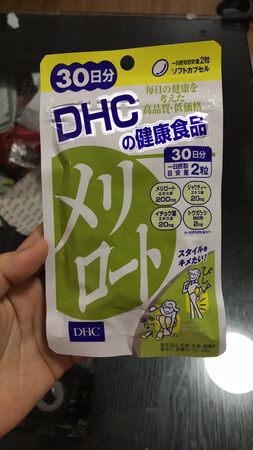 30日分
一日摂取目安量2粒
ソフトカプセル
毎日の健康を
考えた
高品質・低価格
DHC
の健康食品
30日分
一日摂取
目安量
2粒
メリロート
エキス末
200mg
ジャワティー
エキス末
20mg
イチョウ葉
エキス末
20mg
トウガラシ
2mg
メリロート
スタイルを
キメたい!
DHC